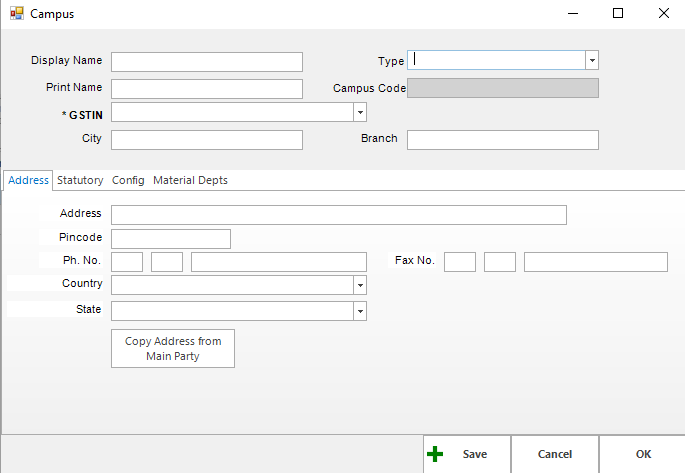 Campus
Display Name
Type
Print Name
Campus Code
* GSTIN
City
Branch
Address Statutory Config Material Depts
Address
Pincode
Ph. No.
Fax No.
Country
State
Copy Address from
Main Party
Save
Cancel
OK